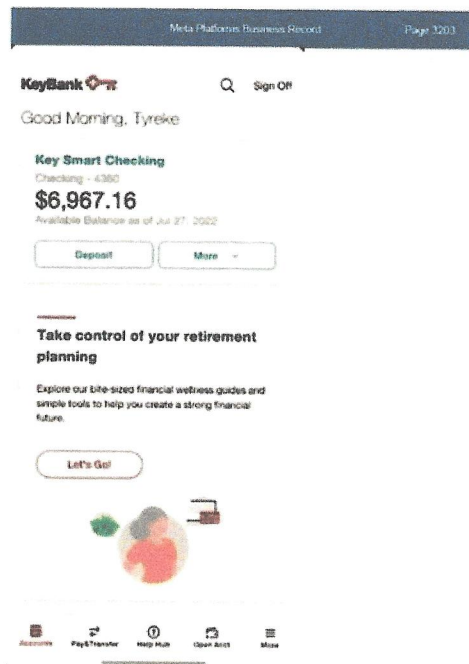 Meta Platforms Business Record Page 3203
KeyBank Sign Off
Good Morning, Tyreke
Key Smart Checking
Checking - 4360
$6,967.16
Available Balance as of Jul 27, 2022
Deposit More
Take control of your retirement
planning
Explore our bite-sized financial wellness guides and
simple tools to help you create a strong financial
future.
Let's Go!
Accounts Pay&Transfer Help Hub Open Acct More